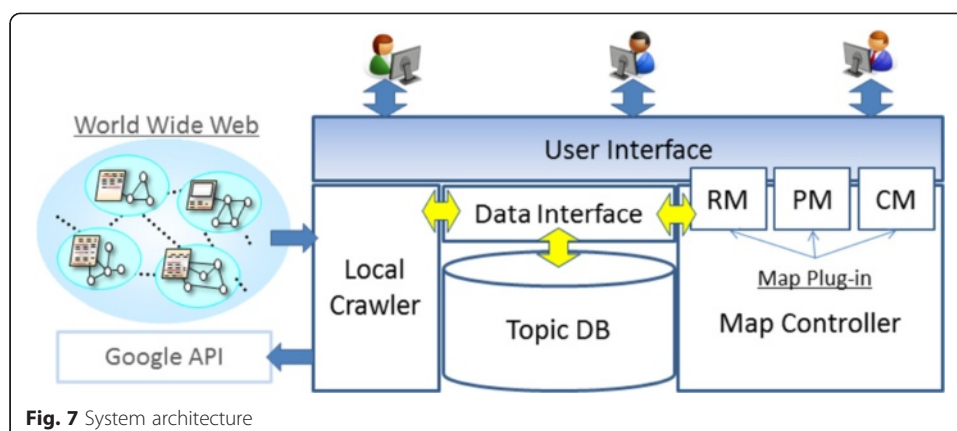 World Wide Web
User Interface
RM PM CM
Data Interface
Map Plug-in
Local
Crawler
Topic DB
Map Controller
Google API
Fig. 7 System architecture